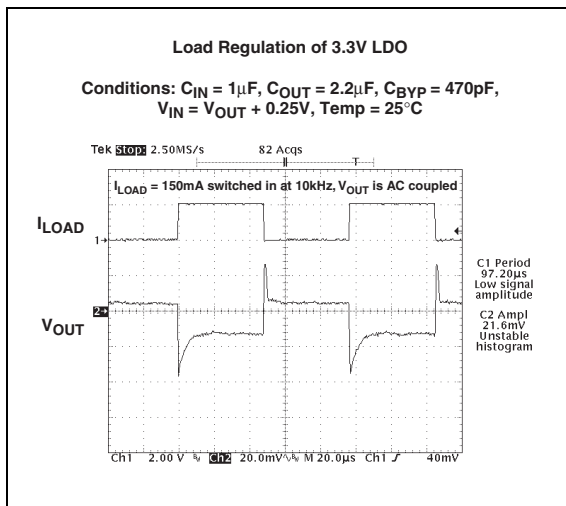 Load Regulation of 3.3V LDO
Conditions: CIN = 1μF, COUT = 2.2μF, CBYP = 470pF,
VIN = VOUT + 0.25V, Temp = 25°C
Tek Stop: 2.50MS/s 82 Acqs
T
ILOAD = 150mA switched in at 10kHz, VOUT is AC coupled
ILOAD
1
C1 Period
97.20μs
Low signal
amplitude
2
VOUT
C2 Ampl
21.6mV
Unstable
histogram
Ch1 2.00 V BW Ch2 20.0mV∿BW M 20.0μs Ch1 ƒ 40mV